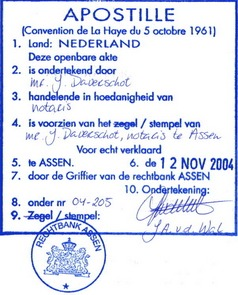 APOSTILLE
(Convention de La Haye du 5 octobre 1961)
1. Land: NEDERLAND
Deze openbare akte
2. is ondertekend door
mr. J. Daverschot
3. handelende in hoedanigheid van
notaris
4. is voorzien van het zegel / stempel van
mr J. Daverschot, notaris te Assen
Voor echt verklaard
5. te ASSEN. 6. de 12 NOV 2004
7. door de Griffier van de rechtbank ASSEN
10. Ondertekening:
8. onder nr 04-205
9. Zegel / stempel:
J.A. v.d. Wal
RECHTBANK ASSEN